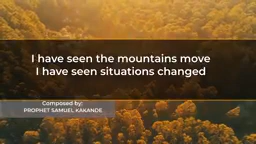 I have seen the mountains move
I have seen situations changed
Composed by:
PROPHET SAMUEL KAKANDE